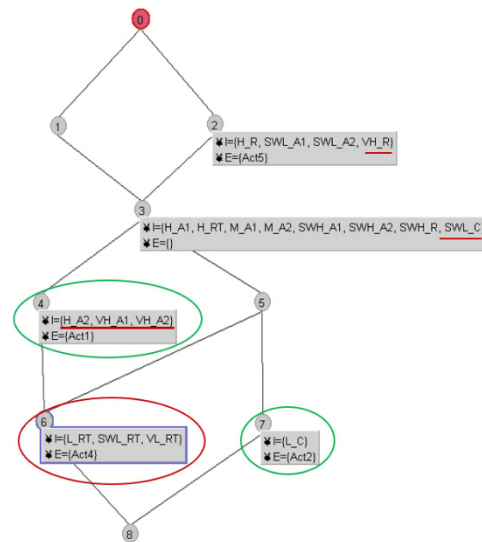 0
1
2
¥ I={H_R, SWL_A1, SWL_A2, VH_R}
¥ E={Act5}
3
¥ I={H_A1, H_RT, M_A1, M_A2, SWH_A1, SWH_A2, SWH_R, SWL_C}
¥ E={}
4
¥ I={H_A2, VH_A1, VH_A2}
¥ E={Act1}
5
6
¥ I={L_RT, SWL_RT, VL_RT}
¥ E={Act4}
7
¥ I={L_C}
¥ E={Act2}
8